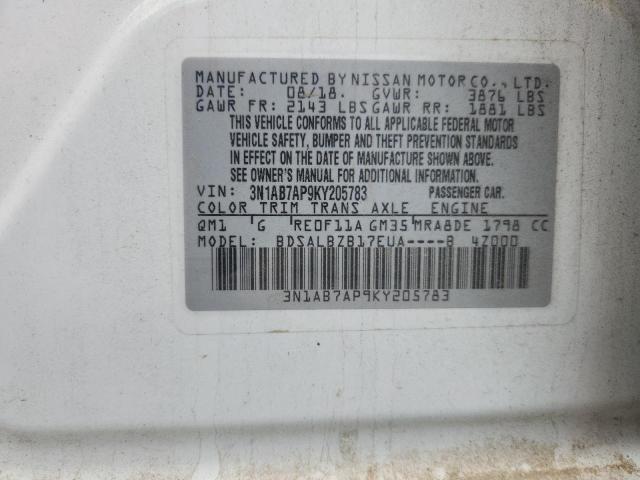 MANUFACTURED BY NISSAN MOTOR CO., LTD.
DATE: 08/18. GVWR: 3876 LBS
GAWR FR: 2143 LBS GAWR RR: 1881 LBS
THIS VEHICLE CONFORMS TO ALL APPLICABLE FEDERAL MOTOR
VEHICLE SAFETY, BUMPER AND THEFT PREVENTION STANDARDS
IN EFFECT ON THE DATE OF MANUFACTURE SHOWN ABOVE.
SEE OWNER'S MANUAL FOR ADDITIONAL INFORMATION.
VIN: 3N1AB7AP9KY205783 PASSENGER CAR.
COLOR TRIM TRANS AXLE ENGINE
QM1 G RE0F11A GM35 MRA8DE 1798 CC
MODEL: BDSALBZB17EUA----B 4Z000
3N1AB7AP9KY205783